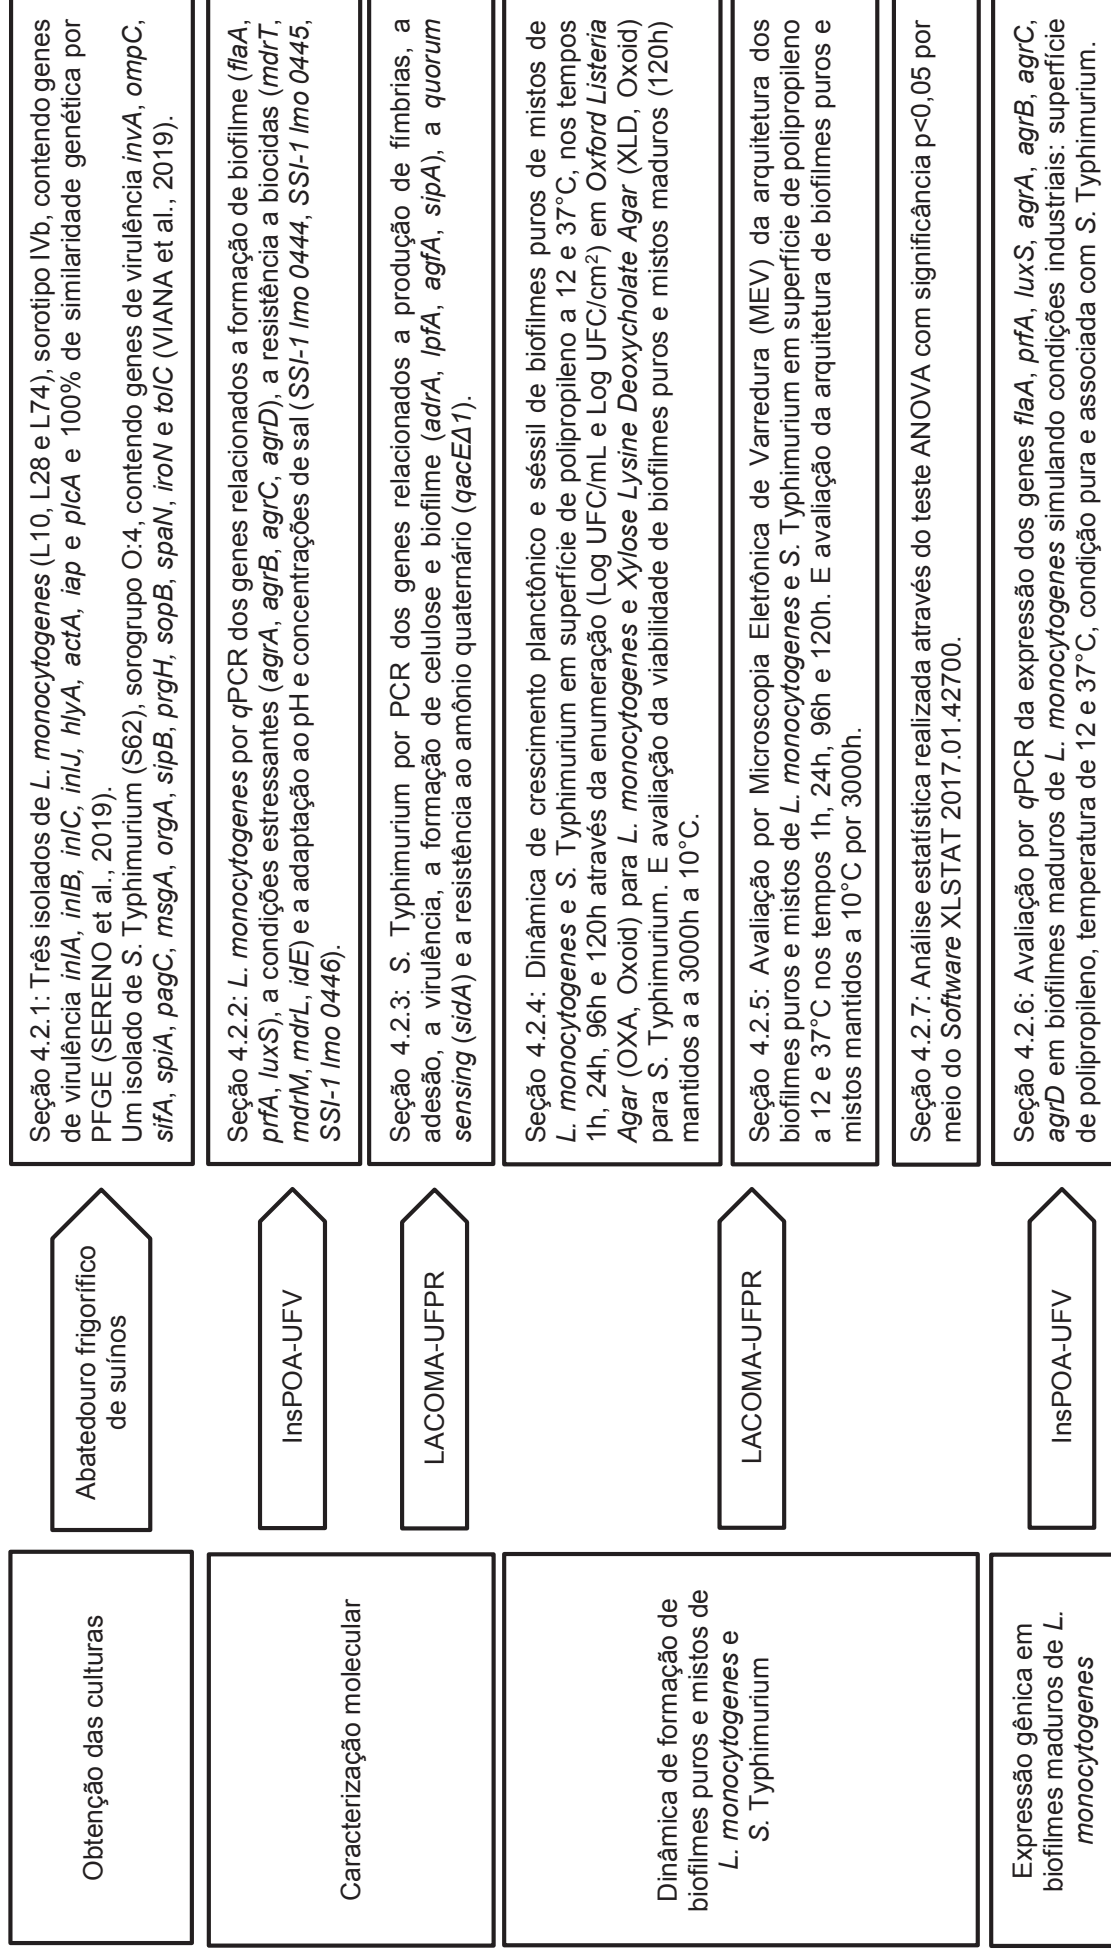 Obtenção das culturas
Abatedouro frigorífico
de suínos
Seção 4.2.1: Três isolados de L. monocytogenes (L10, L28 e L74), sorotipo IVb, contendo genes
de virulência inlA, inlB, inlC, inlJ, hlyA, actA, iap e plcA e 100% de similaridade genética por
PFGE (SERENO et al., 2019).
Um isolado de S. Typhimurium (S62), sorogrupo O:4, contendo genes de virulência invA, ompC,
sifA, spiA, pagC, msgA, orgA, sipB, prgH, sopB, spaN, iroN e tolC (VIANA et al., 2019).
Caracterização molecular
InsPOA-UFV
Seção 4.2.2: L. monocytogenes por qPCR dos genes relacionados a formação de biofilme (flaA,
prfA, luxS), a condições estressantes (agrA, agrB, agrC, agrD), a resistência a biocidas (mdrT,
mdrM, mdrL, idE) e a adaptação ao pH e concentrações de sal (SSI-1 lmo 0444, SSI-1 lmo 0445,
SSI-1 lmo 0446).
LACOMA-UFPR
Seção 4.2.3: S. Typhimurium por PCR dos genes relacionados a produção de fímbrias, a
adesão, a virulência, a formação de celulose e biofilme (adrA, lpfA, agfA, sipA), a quorum
sensing (sidA) e a resistência ao amônio quaternário (qacEΔ1).
Dinâmica de formação de
biofilmes puros e mistos de
L. monocytogenes e
S. Typhimurium
LACOMA-UFPR
Seção 4.2.4: Dinâmica de crescimento planctônico e séssil de biofilmes puros de mistos de
L. monocytogenes e S. Typhimurium em superfície de polipropileno a 12 e 37°C, nos tempos
1h, 24h, 96h e 120h através da enumeração (Log UFC/mL e Log UFC/cm²) em Oxford Listeria
Agar (OXA, Oxoid) para L. monocytogenes e Xylose Lysine Deoxycholate Agar (XLD, Oxoid)
para S. Typhimurium. E avaliação da viabilidade de biofilmes puros e mistos maduros (120h)
mantidos a a 3000h a 10°C.
Seção 4.2.5: Avaliação por Microscopia Eletrônica de Varredura (MEV) da arquitetura dos
biofilmes puros e mistos de L. monocytogenes e S. Typhimurium em superfície de polipropileno
a 12 e 37°C nos tempos 1h, 24h, 96h e 120h. E avaliação da arquitetura de biofilmes puros e
mistos mantidos a 10°C por 3000h.
Seção 4.2.7: Análise estatística realizada através do teste ANOVA com significância p<0,05 por
meio do Software XLSTAT 2017.01.42700.
Expressão gênica em
biofilmes maduros de L.
monocytogenes
InsPOA-UFV
Seção 4.2.6: Avaliação por qPCR da expressão dos genes flaA, prfA, luxS, agrA, agrB, agrC,
agrD em biofilmes maduros de L. monocytogenes simulando condições industriais: superfície
de polipropileno, temperatura de 12 e 37°C, condição pura e associada com S. Typhimurium.